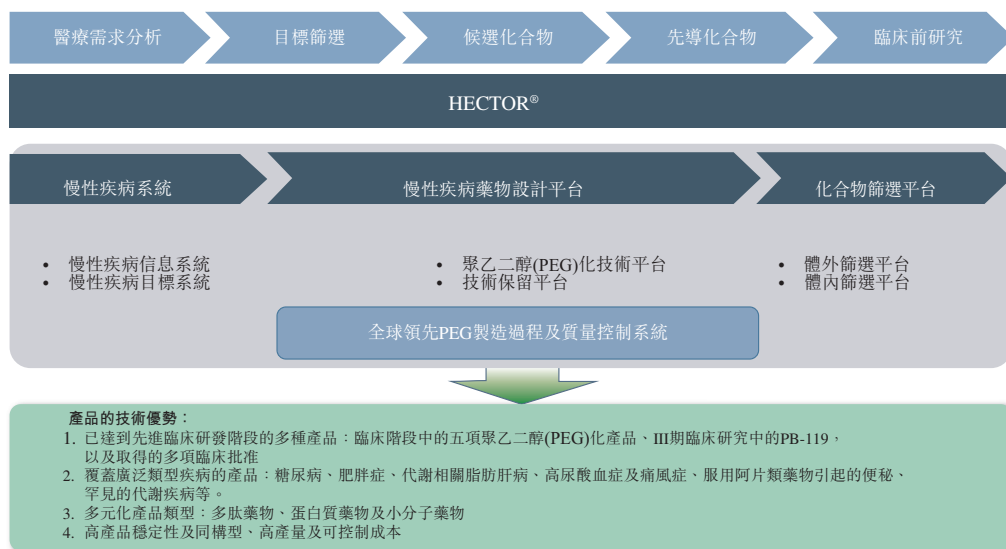 醫療需求分析
目標篩選
候選化合物
先導化合物
臨床前研究
HECTOR®
慢性疾病系統
慢性疾病藥物設計平台
化合物篩選平台
• 慢性疾病信息系統
• 慢性疾病目標系統
• 聚乙二醇(PEG)化技術平台
• 技術保留平台
• 體外篩選平台
• 體內篩選平台
全球領先PEG製造過程及質量控制系統
產品的技術優勢：
1. 已達到先進臨床研發階段的多種產品：臨床階段中的五項聚乙二醇(PEG)化產品、III期臨床研究中的PB-119，
以及取得的多項臨床批准
2. 覆蓋廣泛類型疾病的產品：糖尿病、肥胖症、代謝相關脂肪肝病、高尿酸血症及痛風症、服用阿片類藥物引起的便秘、
罕見的代謝疾病等。
3. 多元化產品類型：多肽藥物、蛋白質藥物及小分子藥物
4. 高產品穩定性及同構型、高產量及可控制成本